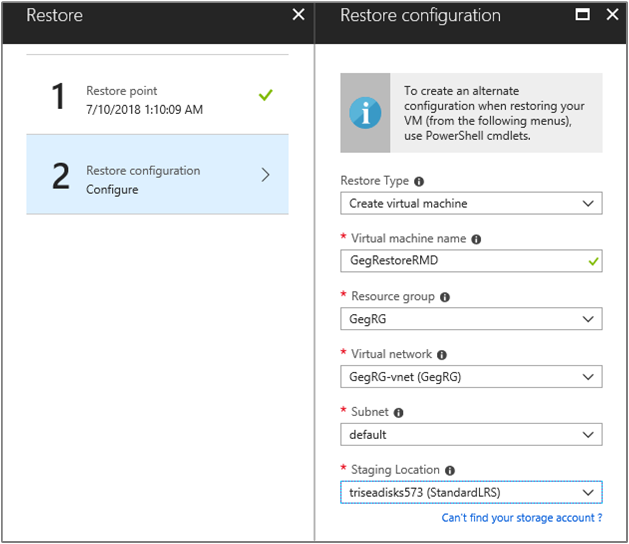 Restore
1
Restore point
7/10/2018 1:10:09 AM
2
Restore configuration
Configure
Restore configuration
To create an alternate
configuration when restoring your
VM (from the following menus),
use PowerShell cmdlets.
Restore Type
Create virtual machine
* Virtual machine name
GegRestoreRMD
* Resource group
GegRG
* Virtual network
GegRG-vnet (GegRG)
* Subnet
default
* Staging Location
triseadisks573 (StandardLRS)
Can't find your storage account ?